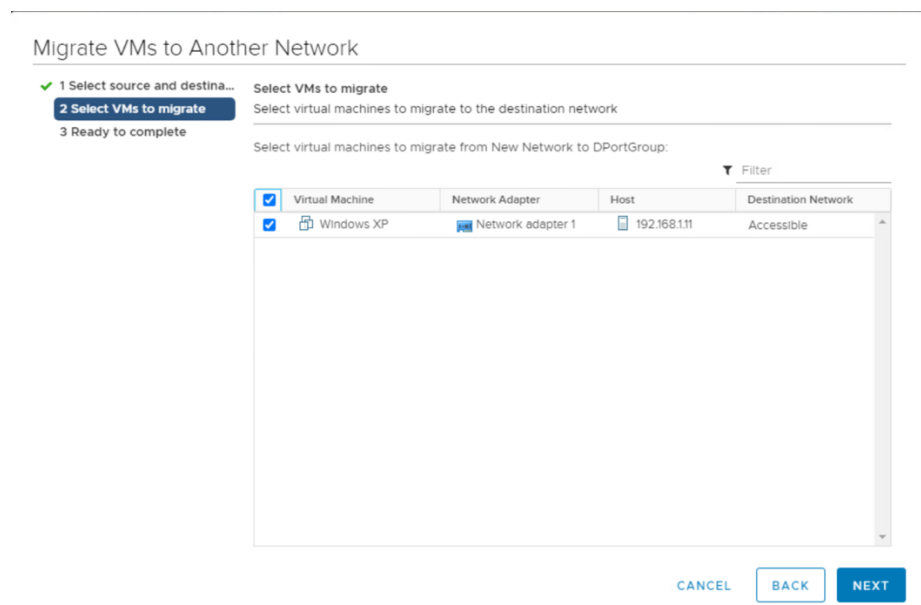 Migrate VMs to Another Network
1 Select source and destina...
2 Select VMs to migrate
3 Ready to complete
Select VMs to migrate
Select virtual machines to migrate to the destination network
Select virtual machines to migrate from New Network to DPortGroup:
Filter
Virtual Machine Network Adapter Host Destination Network
Windows XP Network adapter 1 192.168.1.11 Accessible
CANCEL BACK NEXT